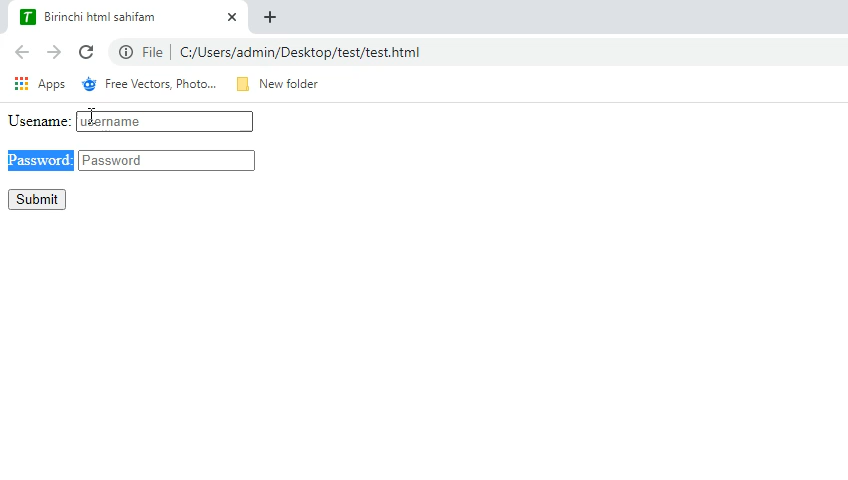 T Birinchi html sahifam
File C:/Users/admin/Desktop/test/test.html
Apps Free Vectors, Photo... New folder
Usename: username
Password: Password
Submit